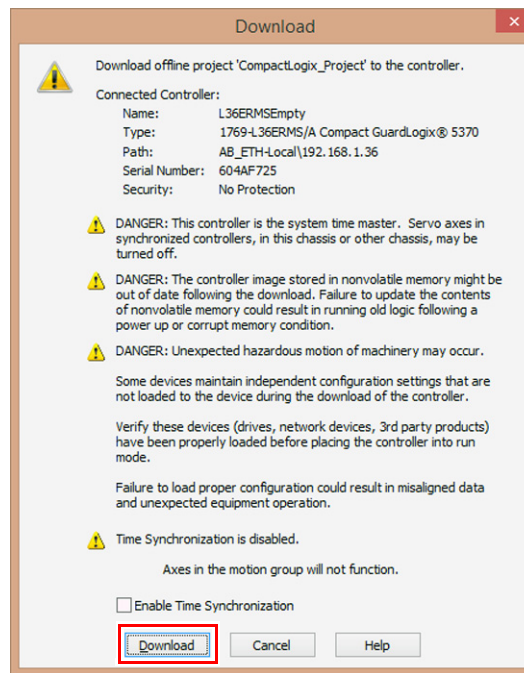 Download
Download offline project 'CompactLogix_Project' to the controller.
Connected Controller:
Name: L36ERMSEmpty
Type: 1769-L36ERMS/A Compact GuardLogix® 5370
Path: AB_ETH-Local\192.168.1.36
Serial Number: 604AF725
Security: No Protection
DANGER: This controller is the system time master. Servo axes in
synchronized controllers, in this chassis or other chassis, may be
turned off.
DANGER: The controller image stored in nonvolatile memory might be
out of date following the download. Failure to update the contents
of nonvolatile memory could result in running old logic following a
power up or corrupt memory condition.
DANGER: Unexpected hazardous motion of machinery may occur.
Some devices maintain independent configuration settings that are
not loaded to the device during the download of the controller.
Verify these devices (drives, network devices, 3rd party products)
have been properly loaded before placing the controller into run
mode.
Failure to load proper configuration could result in misaligned data
and unexpected equipment operation.
Time Synchronization is disabled.
Axes in the motion group will not function.
Enable Time Synchronization
Download Cancel Help